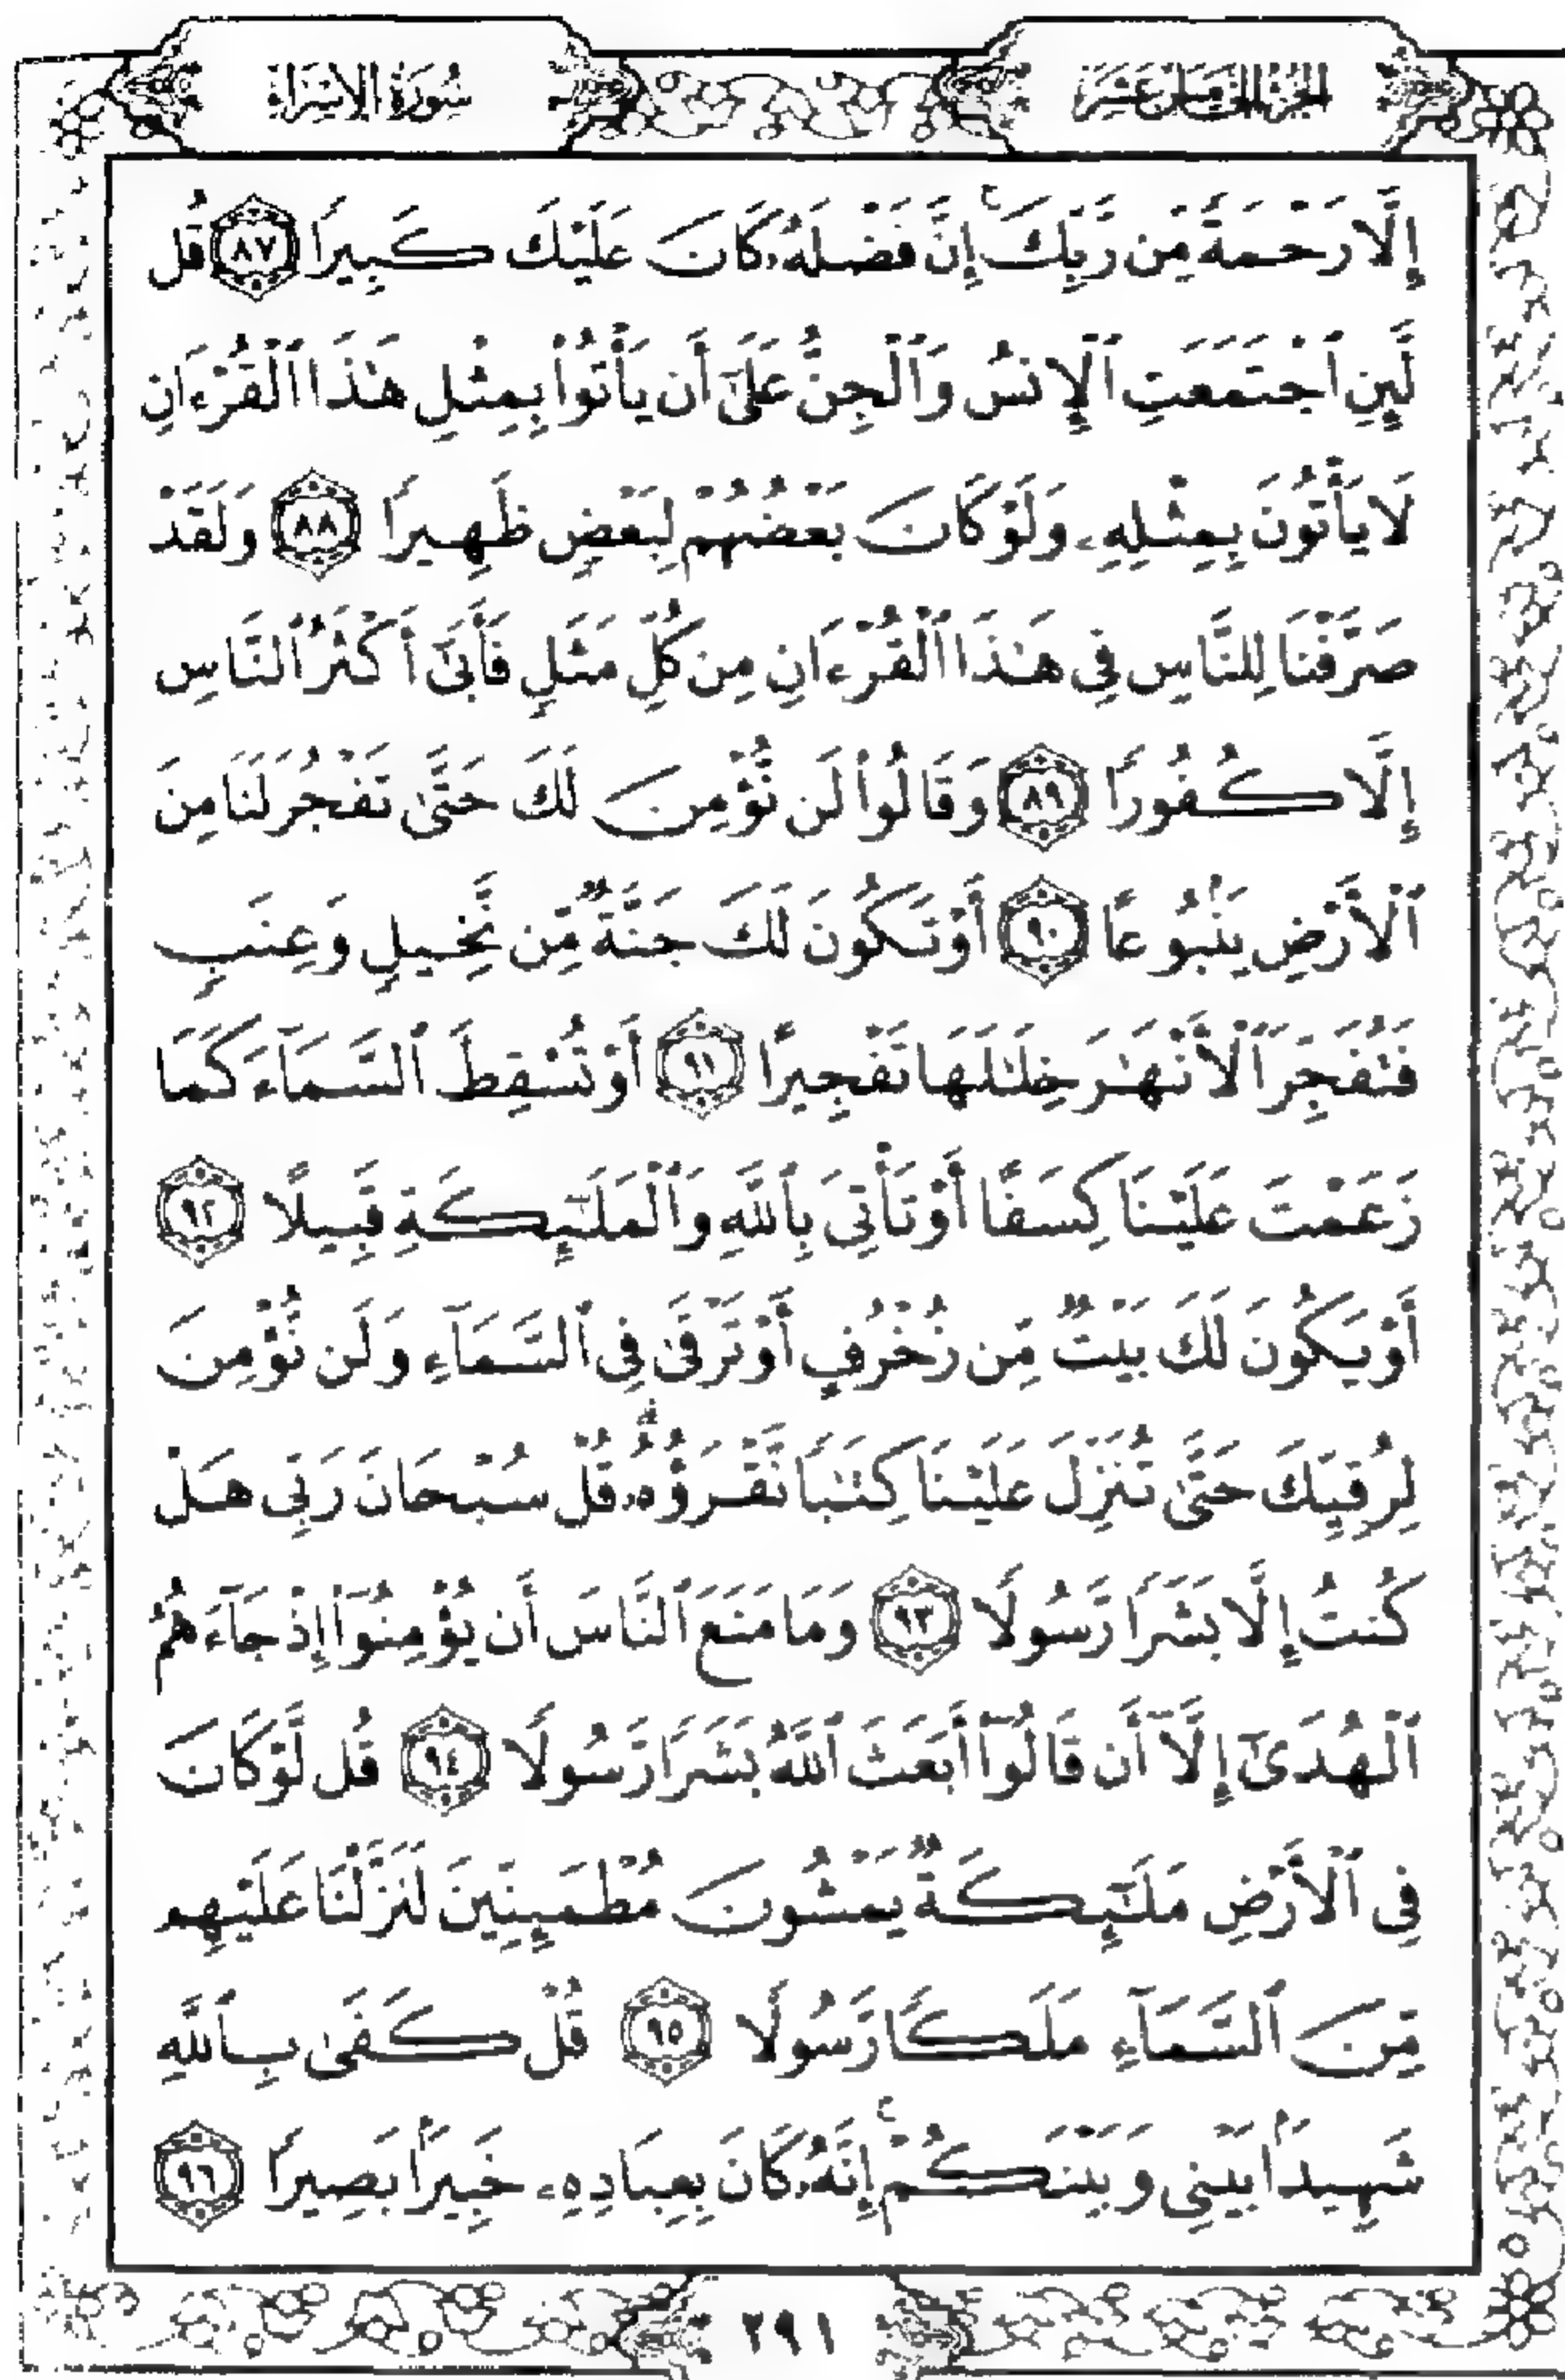 الجزء الخامس عشر
سورة الإسراء
إِلَّا رَحْمَةً مِّن رَّبِّكَ ۚ إِنَّ فَضْلَهُۥ كَانَ عَلَيْكَ كَبِيرًا ٨٧ قُل
لَّئِنِ ٱجْتَمَعَتِ ٱلْإِنسُ وَٱلْجِنُّ عَلَىٰٓ أَن يَأْتُوا۟ بِمِثْلِ هَٰذَا ٱلْقُرْءَانِ
لَا يَأْتُونَ بِمِثْلِهِۦ وَلَوْ كَانَ بَعْضُهُمْ لِبَعْضٍ ظَهِيرًا ٨٨ وَلَقَدْ
صَرَّفْنَا لِلنَّاسِ فِى هَٰذَا ٱلْقُرْءَانِ مِن كُلِّ مَثَلٍ فَأَبَىٰٓ أَكْثَرُ ٱلنَّاسِ
إِلَّا كُفُورًا ٨٩ وَقَالُوا۟ لَن نُّؤْمِنَ لَكَ حَتَّىٰ تَفْجُرَ لَنَا مِنَ
ٱلْأَرْضِ يَنۢبُوعًا ٩٠ أَوْ تَكُونَ لَكَ جَنَّةٌ مِّن نَّخِيلٍ وَعِنَبٍ
فَتُفَجِّرَ ٱلْأَنْهَٰرَ خِلَٰلَهَا تَفْجِيرًا ٩١ أَوْ تُسْقِطَ ٱلسَّمَآءَ كَمَا
زَعَمْتَ عَلَيْنَا كِسَفًا أَوْ تَأْتِىَ بِٱللَّهِ وَٱلْمَلَٰٓئِكَةِ قَبِيلًا ٩٢
أَوْ يَكُونَ لَكَ بَيْتٌ مِّن زُخْرُفٍ أَوْ تَرْقَىٰ فِى ٱلسَّمَآءِ وَلَن نُّؤْمِنَ
لِرُقِيِّكَ حَتَّىٰ تُنَزِّلَ عَلَيْنَا كِتَٰبًا نَّقْرَؤُهُۥ ۗ قُلْ سُبْحَانَ رَبِّى هَلْ
كُنتُ إِلَّا بَشَرًا رَّسُولًا ٩٣ وَمَا مَنَعَ ٱلنَّاسَ أَن يُؤْمِنُوٓا۟ إِذْ جَآءَهُمُ
ٱلْهُدَىٰٓ إِلَّآ أَن قَالُوٓا۟ أَبَعَثَ ٱللَّهُ بَشَرًا رَّسُولًا ٩٤ قُل لَّوْ كَانَ
فِى ٱلْأَرْضِ مَلَٰٓئِكَةٌ يَمْشُونَ مُطْمَئِنِّينَ لَنَزَّلْنَا عَلَيْهِم
مِّنَ ٱلسَّمَآءِ مَلَكًا رَّسُولًا ٩٥ قُلْ كَفَىٰ بِٱللَّهِ
شَهِيدًۢا بَيْنِى وَبَيْنَكُمْ ۚ إِنَّهُۥ كَانَ بِعِبَادِهِۦ خَبِيرًۢا بَصِيرًا ٩٦
٢٩١